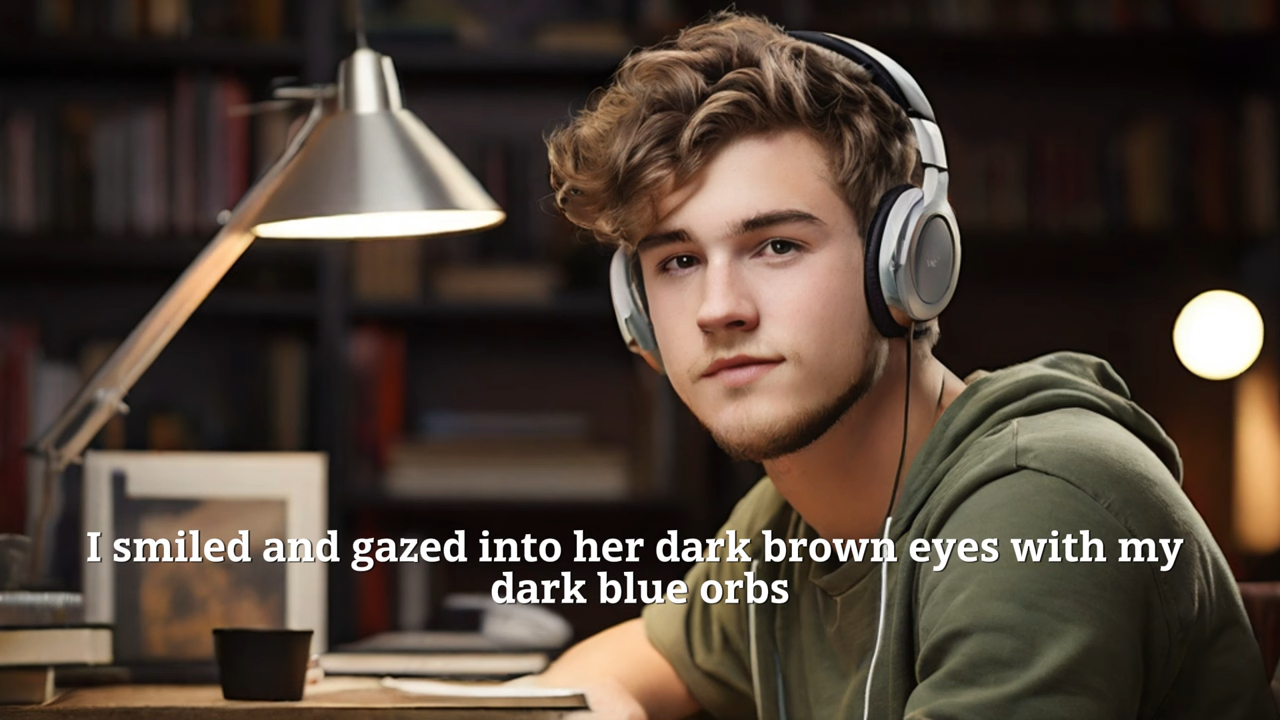 I smiled and gazed into her dark brown eyes with my
dark blue orbs